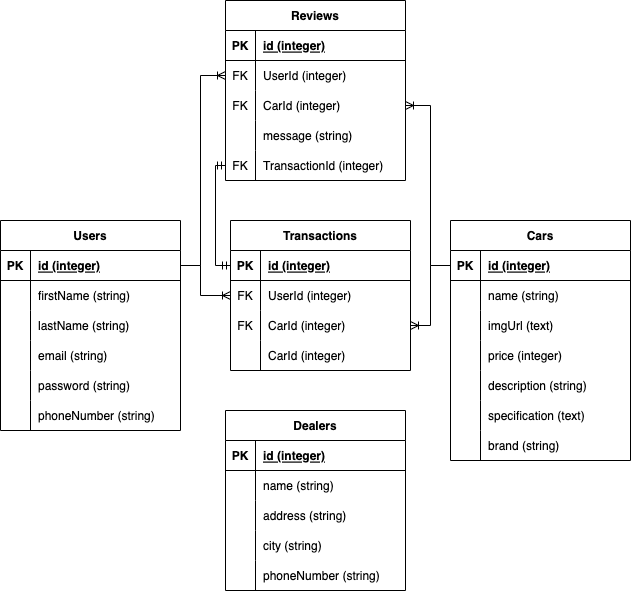 Reviews
PK id (integer)
FK UserId (integer)
FK CarId (integer)
message (string)
FK TransactionId (integer)
Users
PK id (integer)
firstName (string)
lastName (string)
email (string)
password (string)
phoneNumber (string)
Transactions
PK id (integer)
FK UserId (integer)
FK CarId (integer)
CarId (integer)
Cars
PK id (integer)
name (string)
imgUrl (text)
price (integer)
description (string)
specification (text)
brand (string)
Dealers
PK id (integer)
name (string)
address (string)
city (string)
phoneNumber (string)